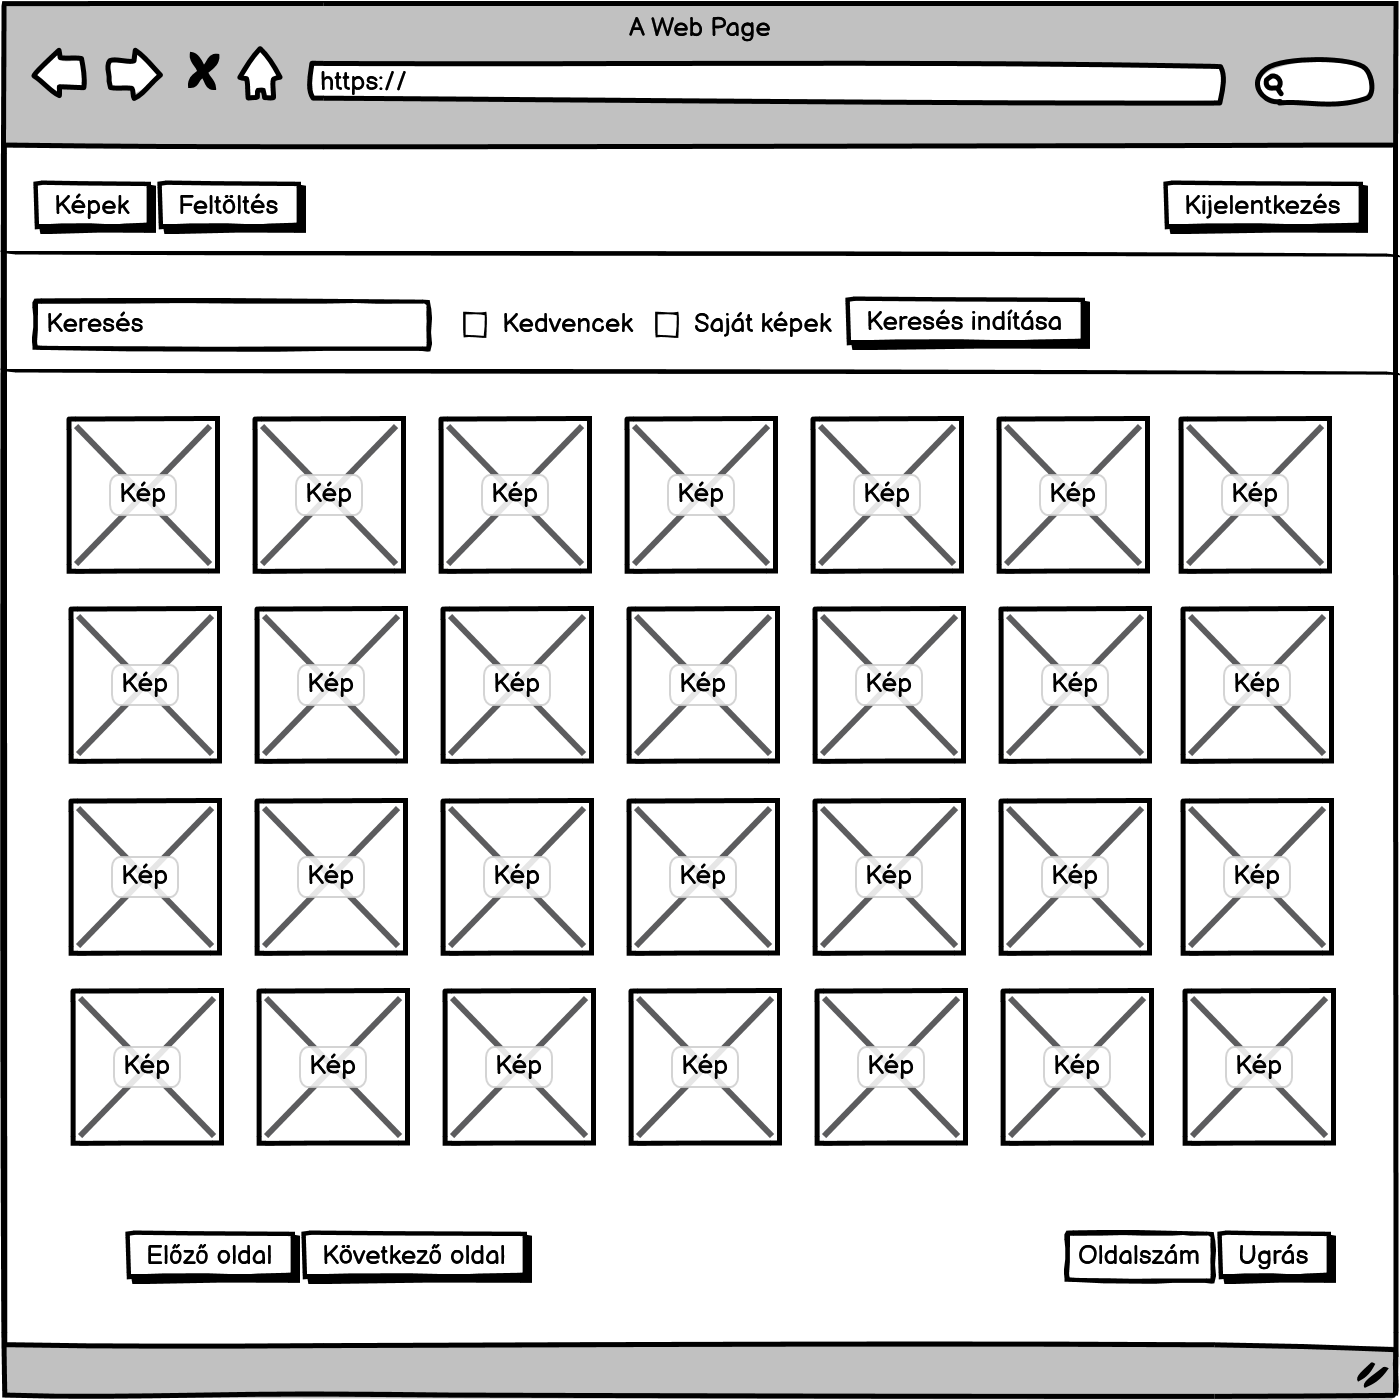 A Web Page
https://
Képek Feltöltés Kijelentkezés
Keresés Kedvencek Saját képek Keresés indítása
Kép Kép Kép Kép Kép Kép Kép
Kép Kép Kép Kép Kép Kép Kép
Kép Kép Kép Kép Kép Kép Kép
Kép Kép Kép Kép Kép Kép Kép
Előző oldal Következő oldal Oldalszám Ugrás